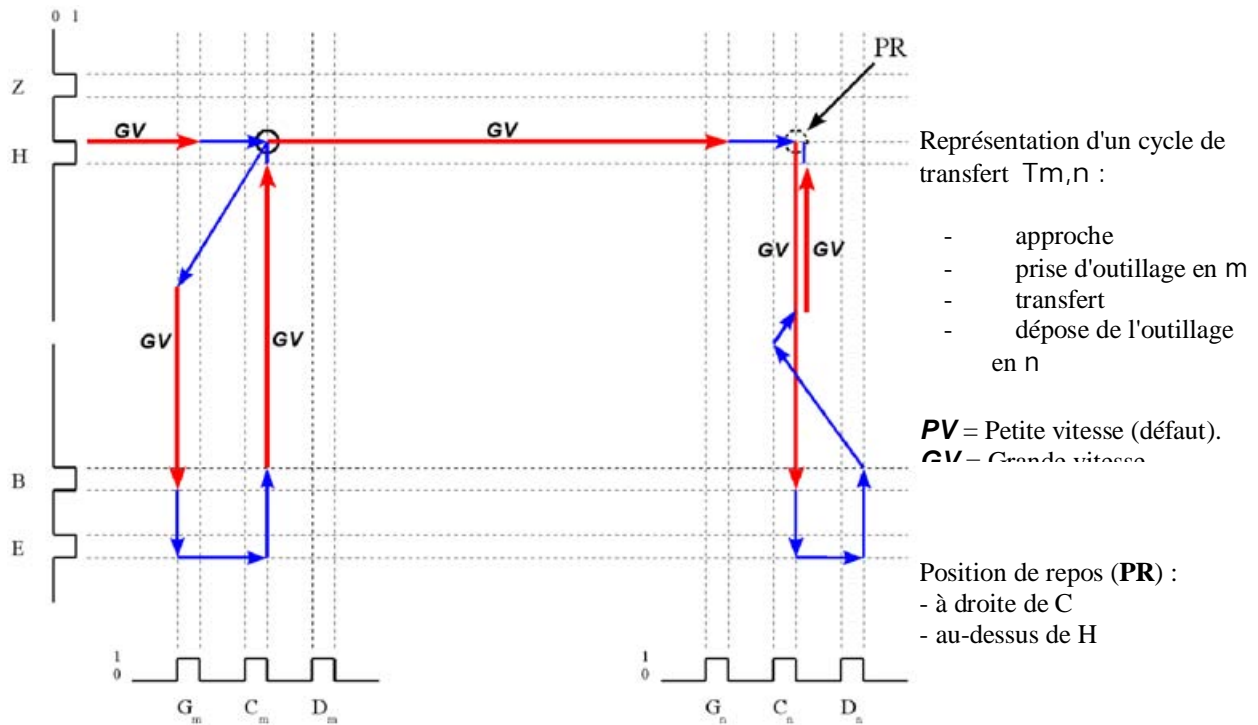 0 1
PR
Z
GV
GV
H
Représentation d'un cycle de
transfert Tm,n :
- approche
- prise d'outillage en m
- transfert
- dépose de l'outillage
en n
GV
GV
GV
GV
PV = Petite vitesse (défaut).
GV = Grande vitesse
B
E
Position de repos (PR) :
- à droite de C
- au-dessus de H
1
0
1
0
Gm Cm Dm
Gn Cn Dn